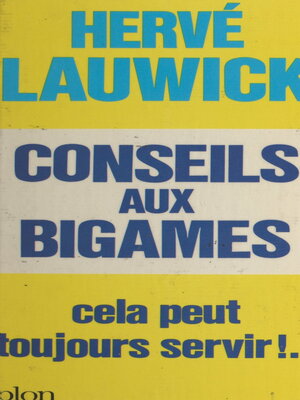 HERVÉ
LAUWICK
CONSEILS
AUX
BIGAMES
cela peut
toujours servir!..
plon